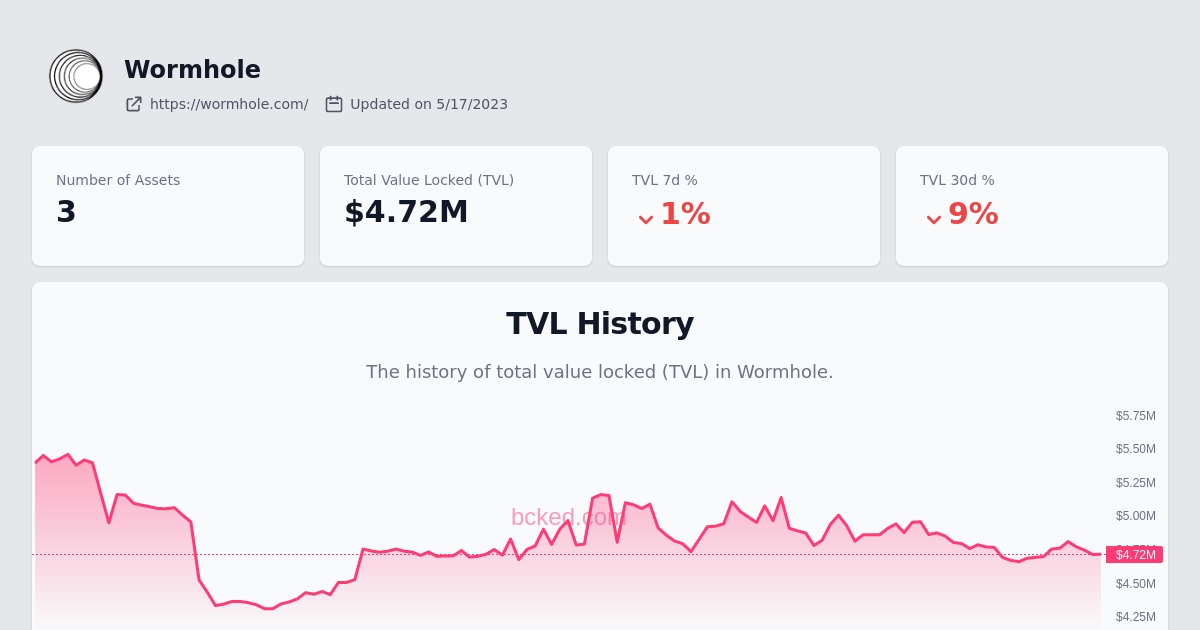 Wormhole
https://wormhole.com/ Updated on 5/17/2023
Number of Assets
3
Total Value Locked (TVL)
$4.72M
TVL 7d %
1%
TVL 30d %
9%
TVL History
The history of total value locked (TVL) in Wormhole.
$5.75M
$5.50M
$5.25M
$5.00M
bcked.com
$4.72M
$4.50M
$4.25M